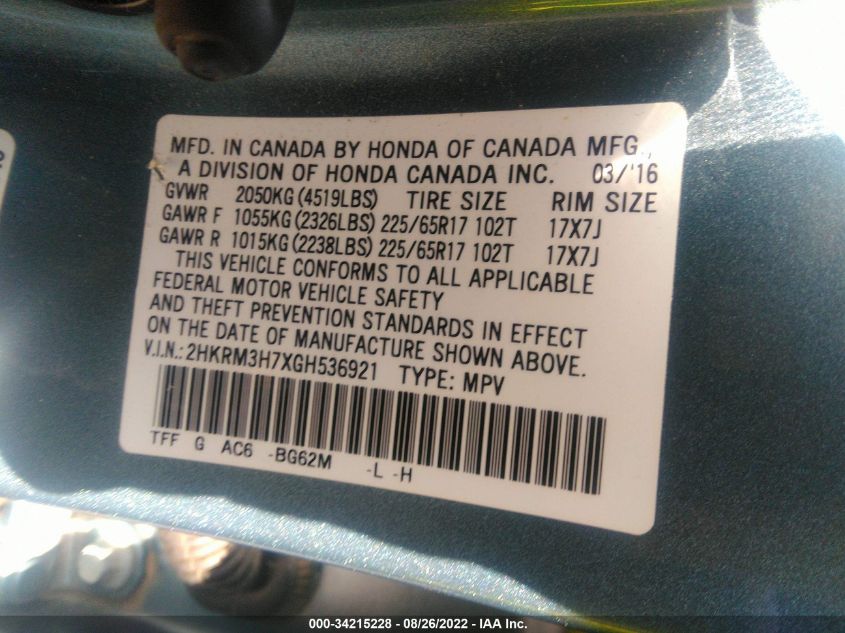 MFD. IN CANADA BY HONDA OF CANADA MFG.,
A DIVISION OF HONDA CANADA INC. 03/'16
GVWR 2050KG(4519LBS) TIRE SIZE RIM SIZE
GAWR F 1055KG(2326LBS) 225/65R17 102T 17X7J
GAWR R 1015KG(2238LBS) 225/65R17 102T 17X7J
THIS VEHICLE CONFORMS TO ALL APPLICABLE
FEDERAL MOTOR VEHICLE SAFETY
AND THEFT PREVENTION STANDARDS IN EFFECT
ON THE DATE OF MANUFACTURE SHOWN ABOVE.
V.I.N.: 2HKRM3H7XGH536921 TYPE: MPV
TFF G AC6 -BG62M -L -H
000-34215228 - 08/26/2022 - IAA Inc.